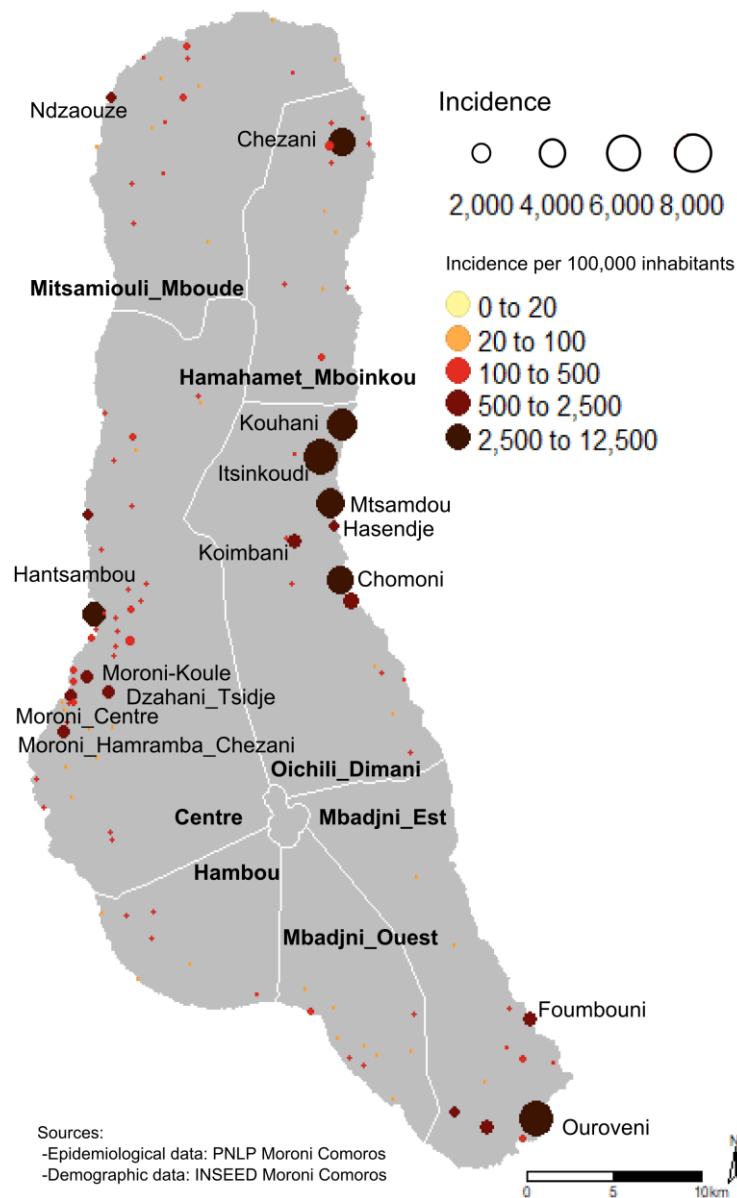 Ndzaouze
Chezani
Incidence
2,000 4,000 6,000 8,000
Incidence per 100,000 inhabitants
0 to 20
20 to 100
100 to 500
500 to 2,500
2,500 to 12,500
Mitsamiouli_Mboude
Hamahamet_Mboinkou
Kouhani
Itsinkoudi
Mtsamdou
Hasendje
Koimbani
Chomoni
Hantsambou
Moroni-Koule
Dzahani_Tsidje
Moroni_Centre
Moroni_Hamramba_Chezani
Oichili_Dimani
Centre
Mbadjni_Est
Hambou
Mbadjni_Ouest
Foumbouni
Ouroveni
Sources:
-Epidemiological data: PNLP Moroni Comoros
-Demographic data: INSEED Moroni Comoros
N
0 5 10km